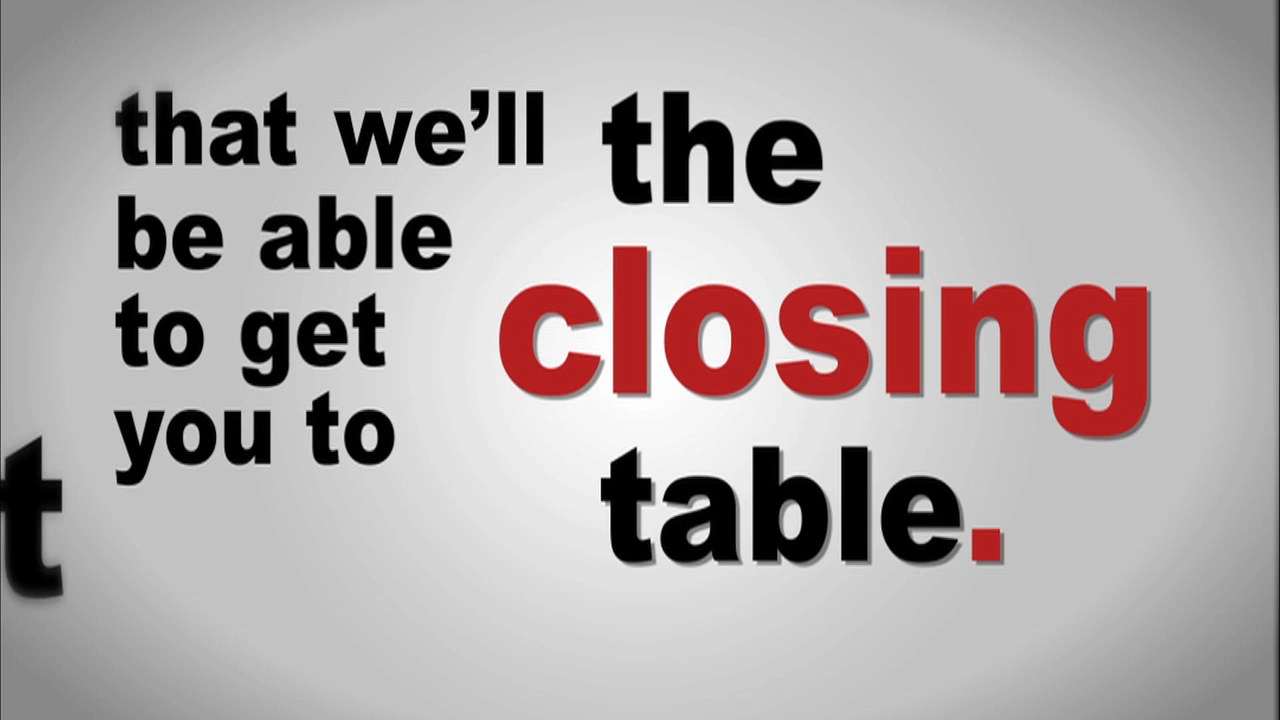 that we’ll
be able
to get
you to
the
closing
table.
t